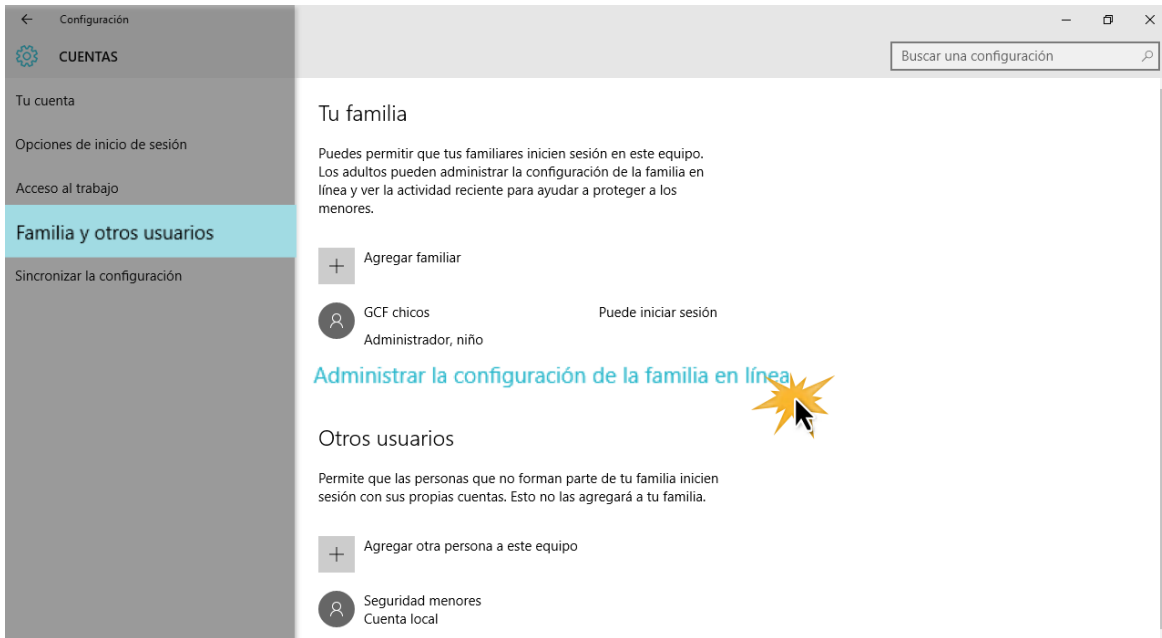 Configuración
CUENTAS
Buscar una configuración
Tu cuenta
Opciones de inicio de sesión
Acceso al trabajo
Familia y otros usuarios
Sincronizar la configuración
Tu familia
Puedes permitir que tus familiares inicien sesión en este equipo.
Los adultos pueden administrar la configuración de la familia en
línea y ver la actividad reciente para ayudar a proteger a los
menores.
Agregar familiar
GCF chicos Puede iniciar sesión
Administrador, niño
Administrar la configuración de la familia en línea
Otros usuarios
Permite que las personas que no forman parte de tu familia inicien
sesión con sus propias cuentas. Esto no las agregará a tu familia.
Agregar otra persona a este equipo
Seguridad menores
Cuenta local